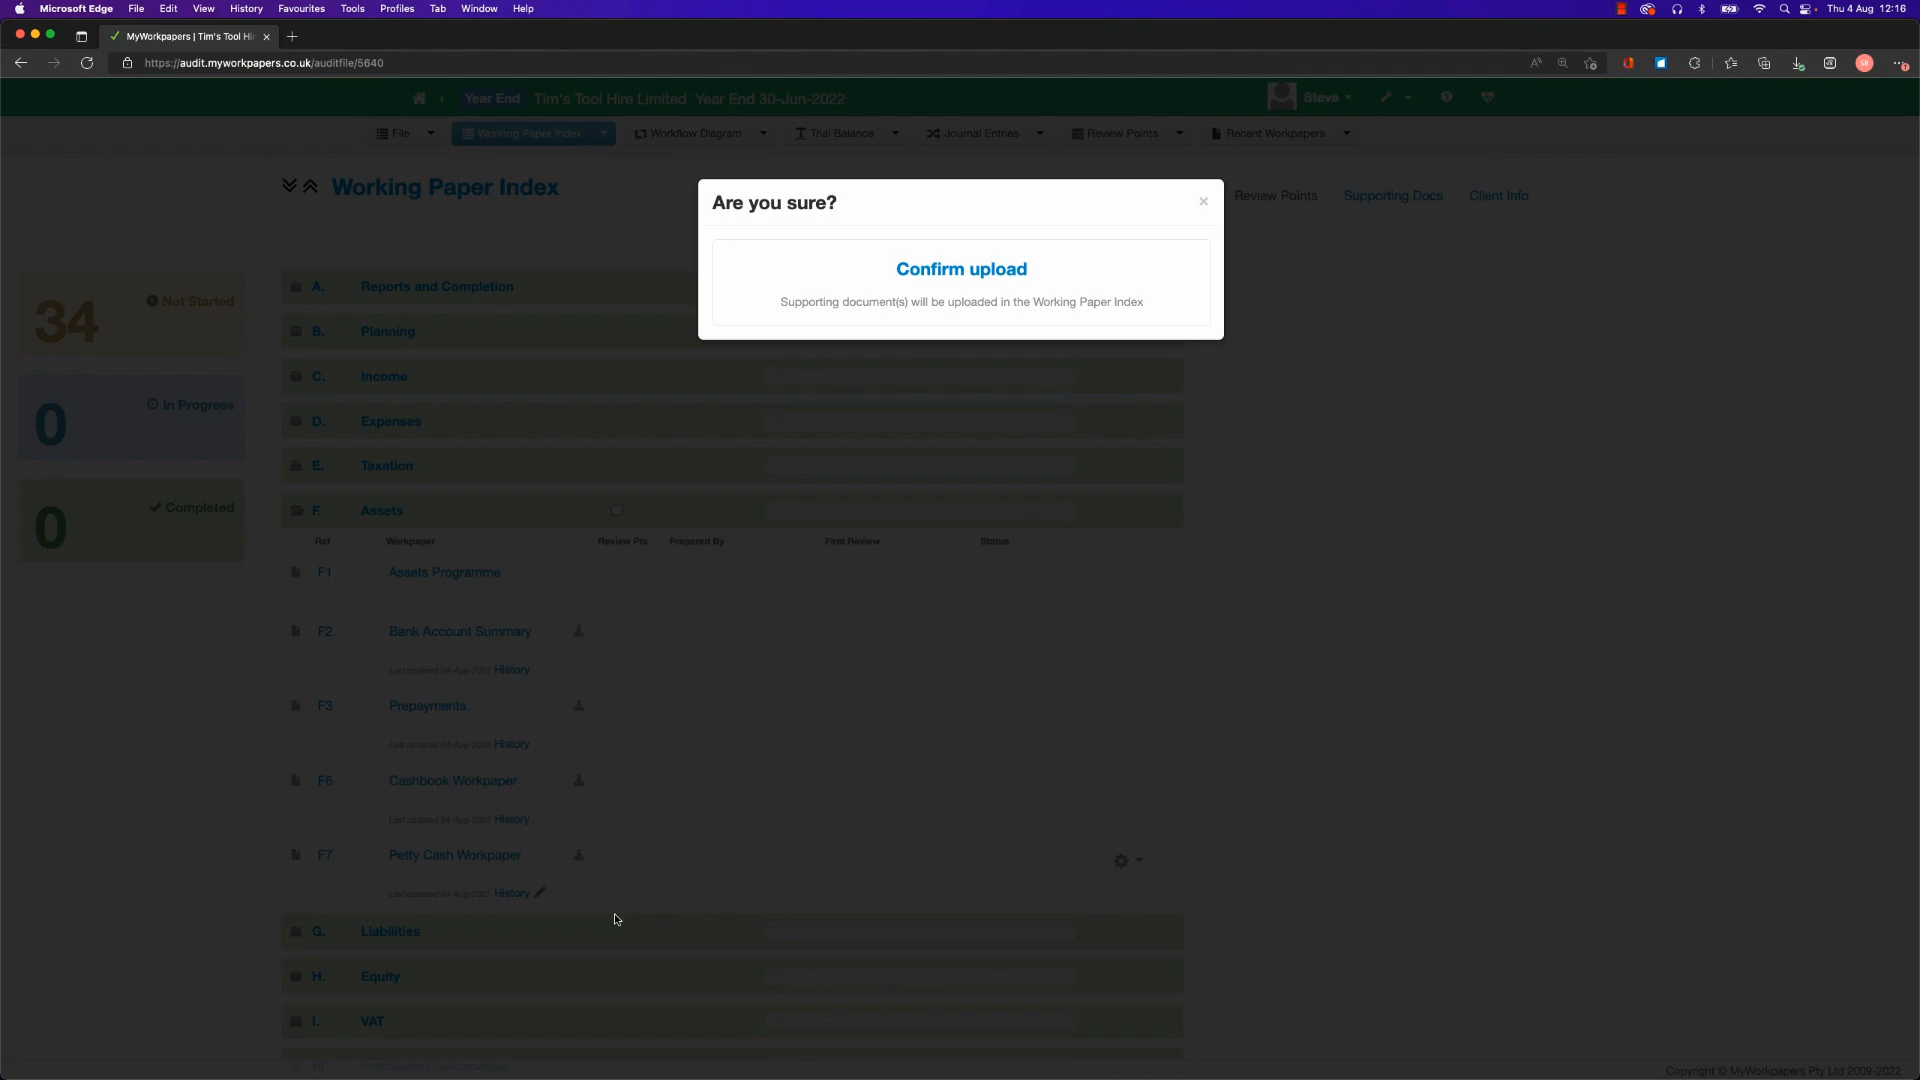 Microsoft Edge File Edit View History Favourites Tools Profiles Tab Window Help Thu 4 Aug 12:16
MyWorkpapers | Tim's Tool Hi
https://audit.myworkpapers.co.uk/auditfile/5640 SB
Year End Tim's Tool Hire Limited Year End 30-Jun-2022 Steve
File Working Paper Index Workflow Diagram Trial Balance Journal Entries Review Points Recent Workpapers
Working Paper Index
Are you sure?
Confirm upload
Supporting document(s) will be uploaded in the Working Paper Index
Review Points Supporting Docs Client Info
34 Not Started
0 In Progress
0 Completed
A. Reports and Completion
B. Planning
C. Income
D. Expenses
E. Taxation
F. Assets
Ref Workpaper Review Pts Prepared By First Review Status
F1 Assets Programme
F2 Bank Account Summary
Last updated 04-Aug-2022 History
F3 Prepayments
Last updated 04-Aug-2022 History
F6 Cashbook Workpaper
Last updated 04-Aug-2022 History
F7 Petty Cash Workpaper
Last updated 04-Aug-2022 History
G. Liabilities
H. Equity
I. VAT
Copyright © MyWorkpapers Pty Ltd 2009-2022